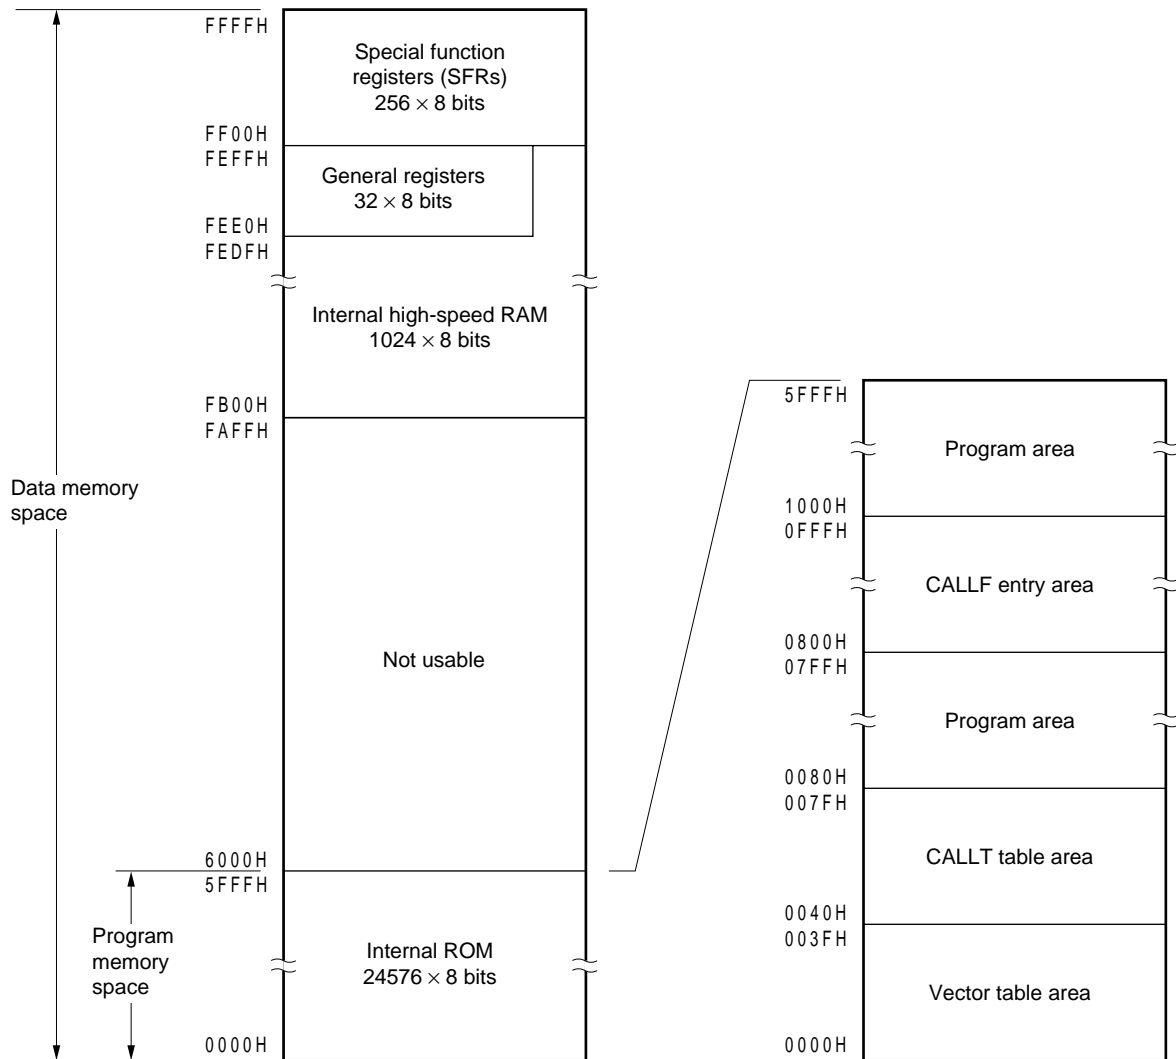 FFFFH
Special function
registers (SFRs)
256 × 8 bits
FF00H
FEFFH
General registers
32 × 8 bits
FEE0H
FEDFH
Internal high-speed RAM
1024 × 8 bits
FB00H
FAFFH
Data memory
space
Not usable
6000H
5FFFH
Program
memory
space
Internal ROM
24576 × 8 bits
0000H
5FFFH
Program area
1000H
0FFFH
CALLF entry area
0800H
07FFH
Program area
0080H
007FH
CALLT table area
0040H
003FH
Vector table area
0000H